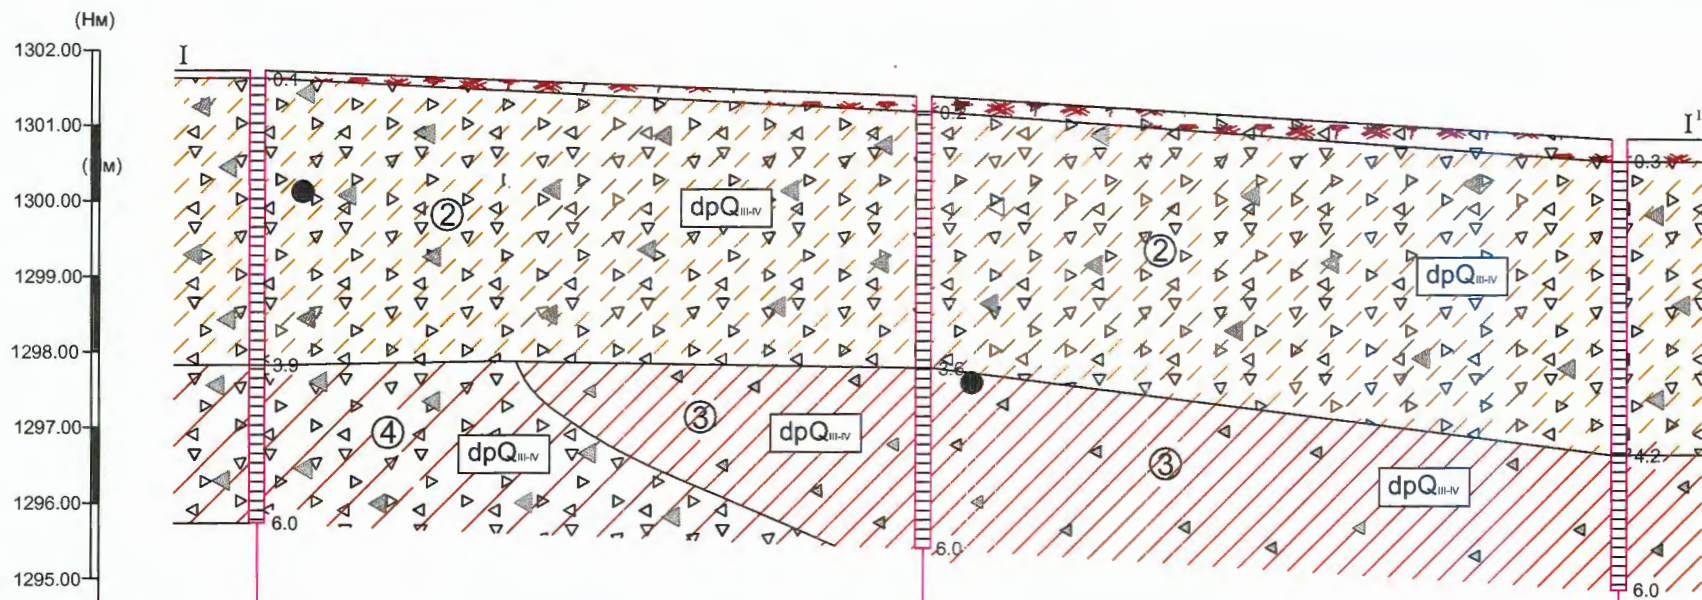 (Нм)
1302.00
I
0.1
0.2
1301.00
I¹
(Нм)
0.3
1300.00
②
dpQIII-IV
②
1299.00
dpQIII-IV
1298.00
3.9
3.6
1297.00
④
③
dpQIII-IV
dpQIII-IV
③
4.2
dpQIII-IV
1296.00
6.0
6.0
1295.00
6.0